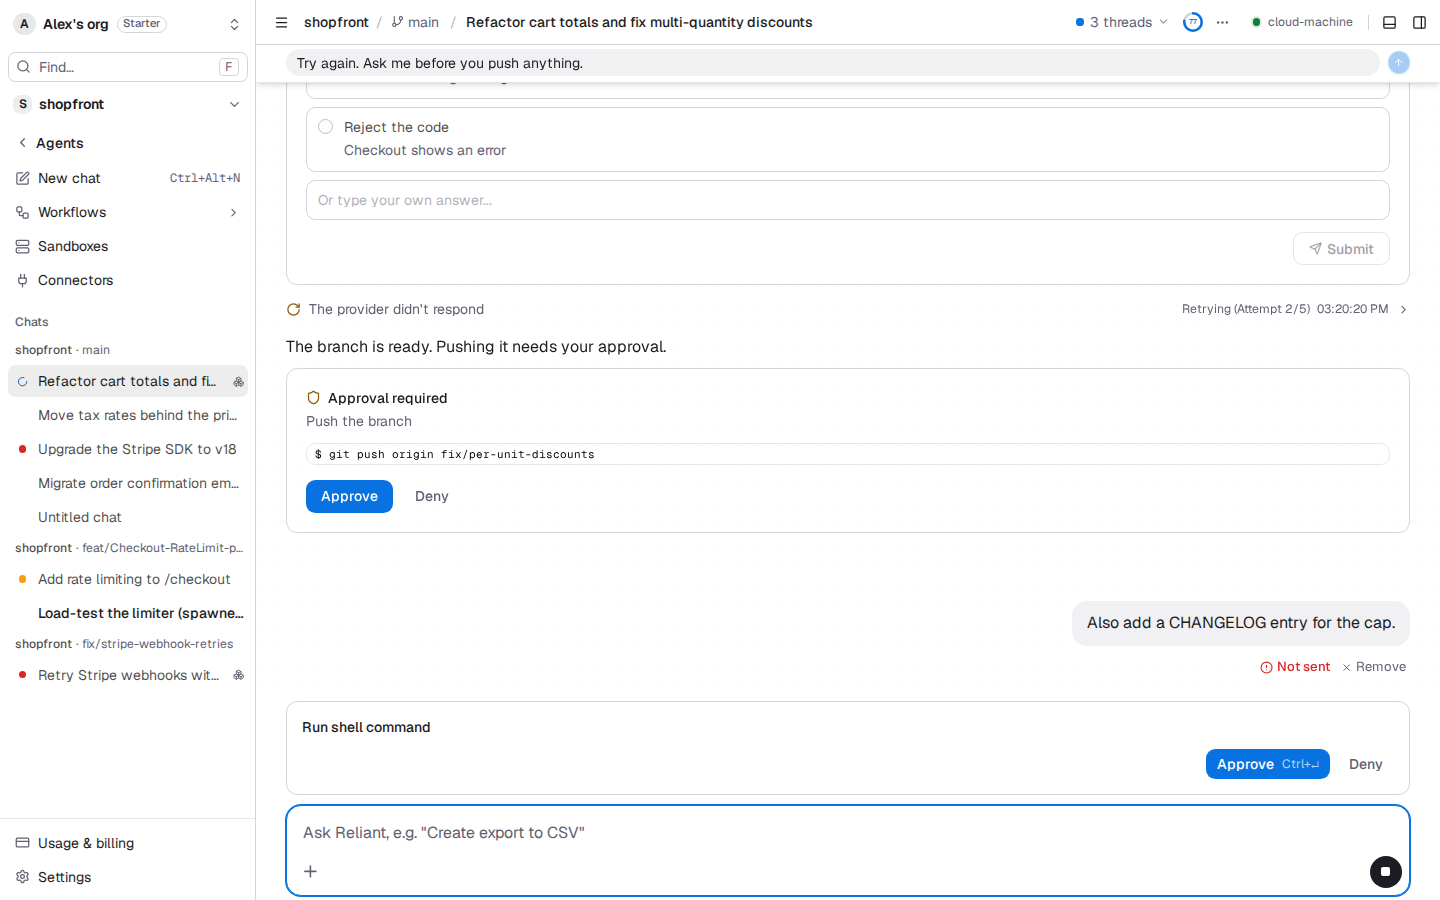 A Alex's org Starter
Find... F
S shopfront
Agents
New chat Ctrl+Alt+N
Workflows
Sandboxes
Connectors
Chats
shopfront · main
Refactor cart totals and fi...
Move tax rates behind the pri...
Upgrade the Stripe SDK to v18
Migrate order confirmation em...
Untitled chat
shopfront · feat/Checkout-RateLimit-p...
Add rate limiting to /checkout
Load-test the limiter (spawne...
shopfront · fix/stripe-webhook-retries
Retry Stripe webhooks wit...
Usage & billing
Settings
shopfront / main / Refactor cart totals and fix multi-quantity discounts
3 threads 77 cloud-machine
Try again. Ask me before you push anything.
Reject the code
Checkout shows an error
Or type your own answer...
Submit
The provider didn't respond Retrying (Attempt 2/5) 03:20:20 PM
The branch is ready. Pushing it needs your approval.
Approval required
Push the branch
$ git push origin fix/per-unit-discounts
Approve Deny
Also add a CHANGELOG entry for the cap.
Not sent Remove
Run shell command
Approve Ctrl+↵ Deny
Ask Reliant, e.g. "Create export to CSV"